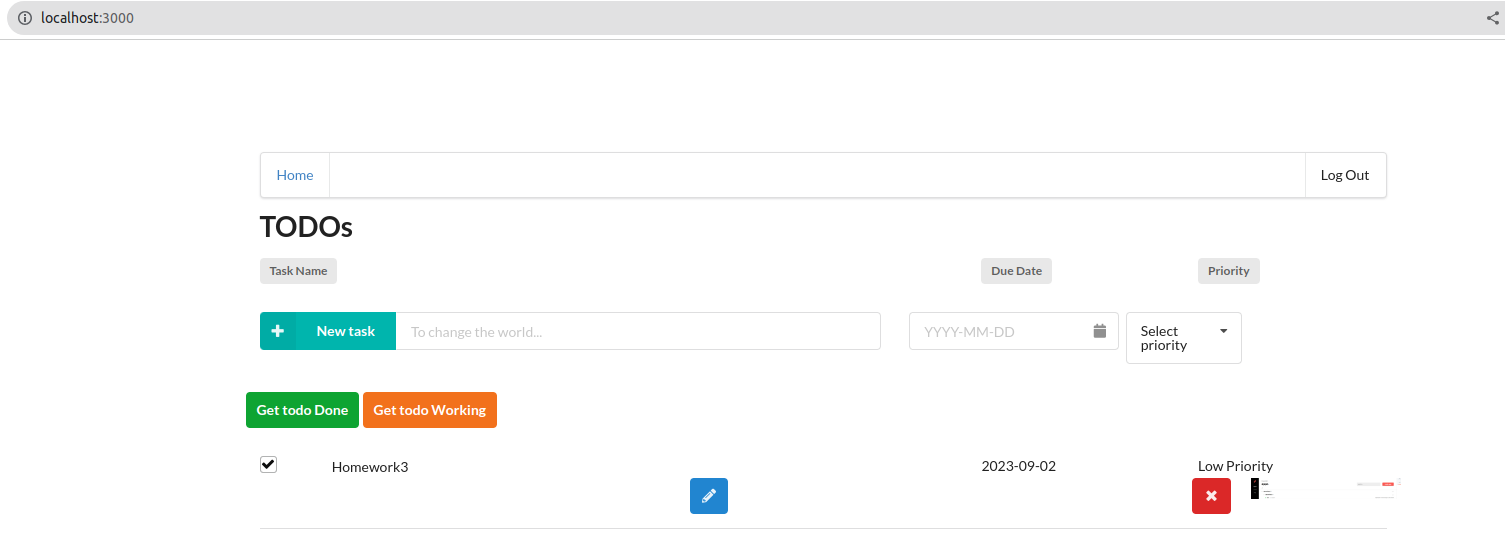 localhost:3000
Home
Log Out
TODOs
Task Name
Due Date
Priority
New task
To change the world...
YYYY-MM-DD
Select
priority
Get todo Done
Get todo Working
Homework3
2023-09-02
Low Priority